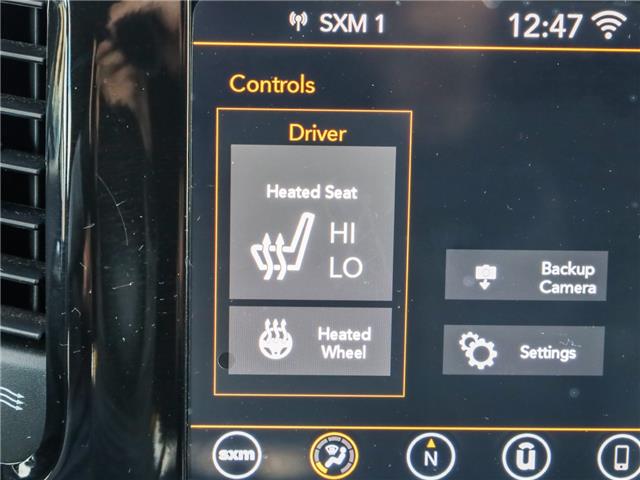 SXM 1 12:47
Controls
Driver
Heated Seat
HI
LO
Backup
Camera
Heated
Wheel
Settings
sxm N u